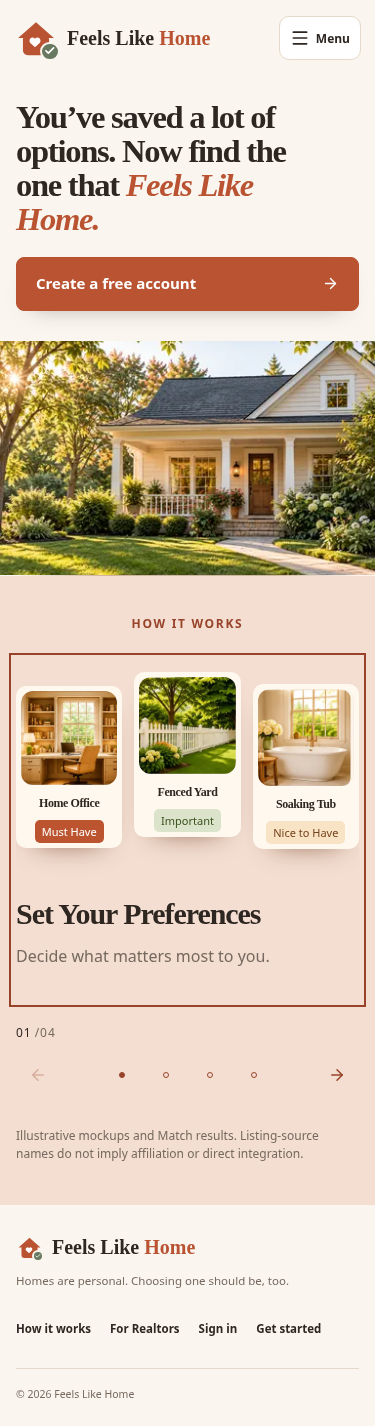 Feels Like Home
Menu
You’ve saved a lot of
options. Now find the
one that Feels Like
Home.
Create a free account
HOW IT WORKS
Home Office
Must Have
Fenced Yard
Important
Soaking Tub
Nice to Have
Set Your Preferences
Decide what matters most to you.
01 /04
Illustrative mockups and Match results. Listing-source
names do not imply affiliation or direct integration.
Feels Like Home
Homes are personal. Choosing one should be, too.
How it works For Realtors Sign in Get started
© 2026 Feels Like Home